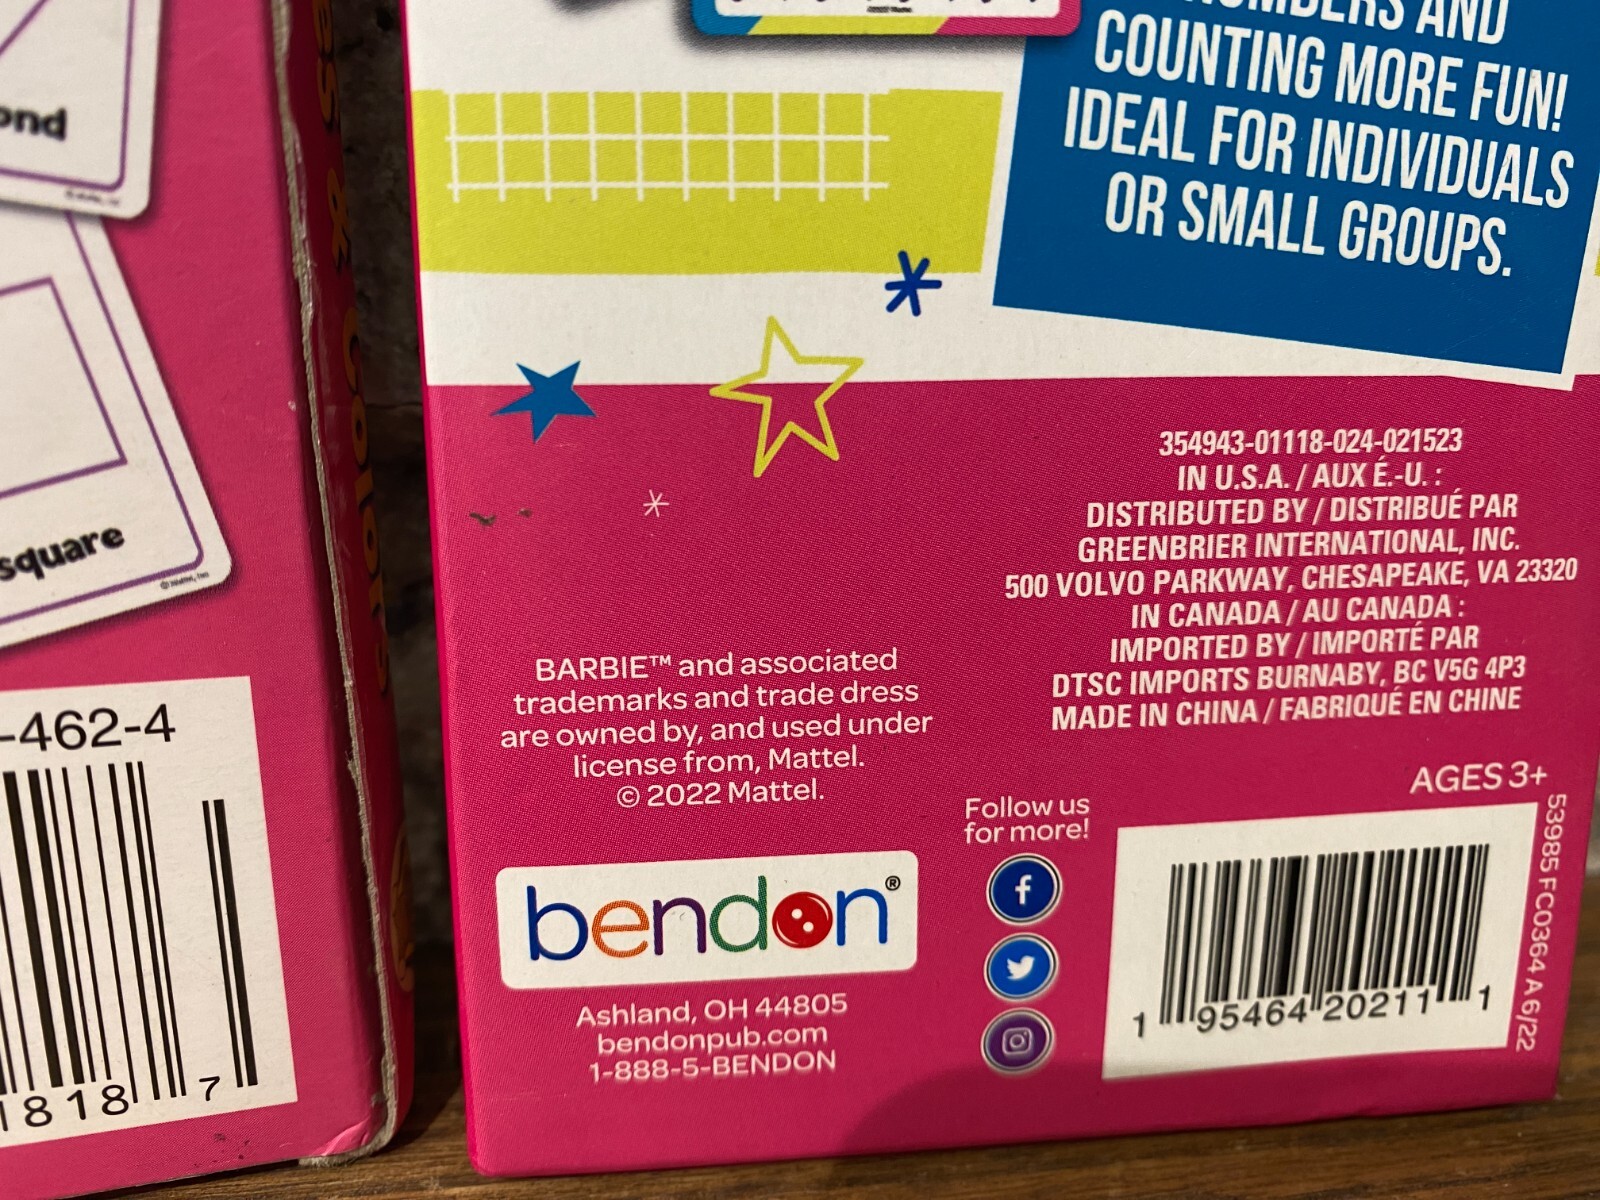 ond
square
© Mattel, Inc.
-462-4
1818 7
& Colors
AND
COUNTING MORE FUN!
IDEAL FOR INDIVIDUALS
OR SMALL GROUPS.
354943-01118-024-021523
IN U.S.A. / AUX É.-U. :
DISTRIBUTED BY / DISTRIBUÉ PAR
GREENBRIER INTERNATIONAL, INC.
500 VOLVO PARKWAY, CHESAPEAKE, VA 23320
IN CANADA / AU CANADA :
IMPORTED BY / IMPORTÉ PAR
DTSC IMPORTS BURNABY, BC V5G 4P3
MADE IN CHINA / FABRIQUÉ EN CHINE
BARBIE™ and associated
trademarks and trade dress
are owned by, and used under
license from, Mattel.
© 2022 Mattel.
bendon®
Ashland, OH 44805
bendonpub.com
1-888-5-BENDON
Follow us
for more!
f
AGES 3+
1 95464 20211 1
53985 FC0364 A 6/22